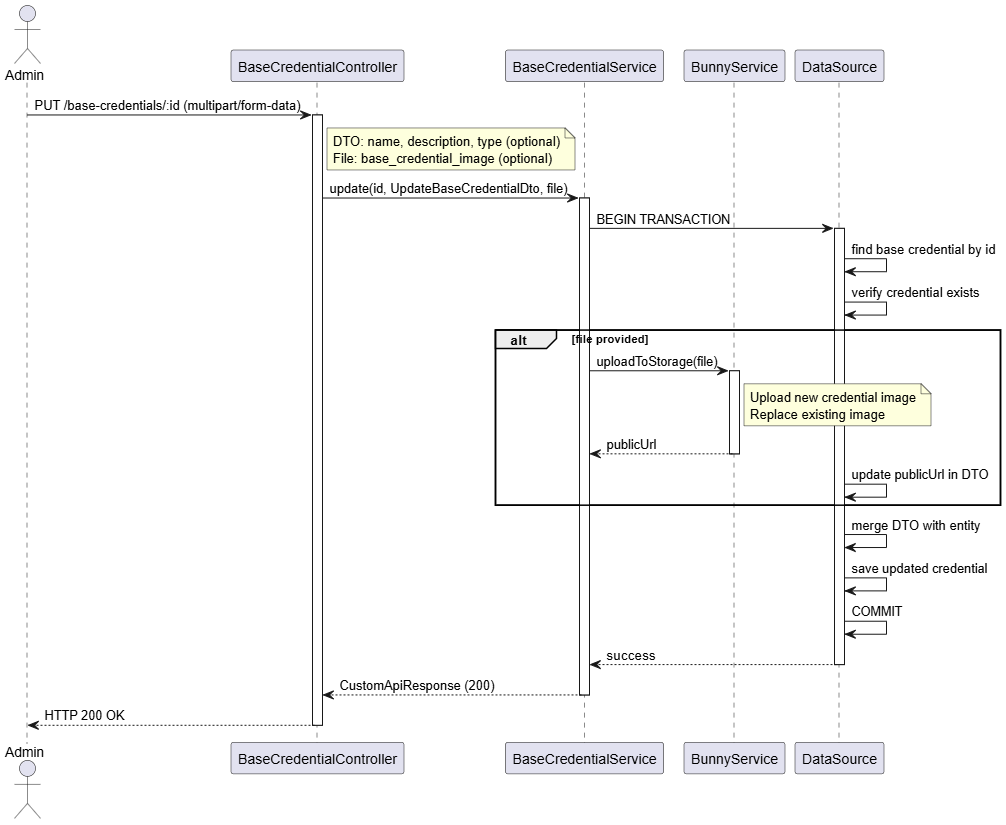 Admin
BaseCredentialController
BaseCredentialService
BunnyService
DataSource
PUT /base-credentials/:id (multipart/form-data)
DTO: name, description, type (optional)
File: base_credential_image (optional)
update(id, UpdateBaseCredentialDto, file)
BEGIN TRANSACTION
find base credential by id
verify credential exists
alt
[file provided]
uploadToStorage(file)
Upload new credential image
Replace existing image
publicUrl
update publicUrl in DTO
merge DTO with entity
save updated credential
COMMIT
success
CustomApiResponse (200)
HTTP 200 OK
Admin
BaseCredentialController
BaseCredentialService
BunnyService
DataSource